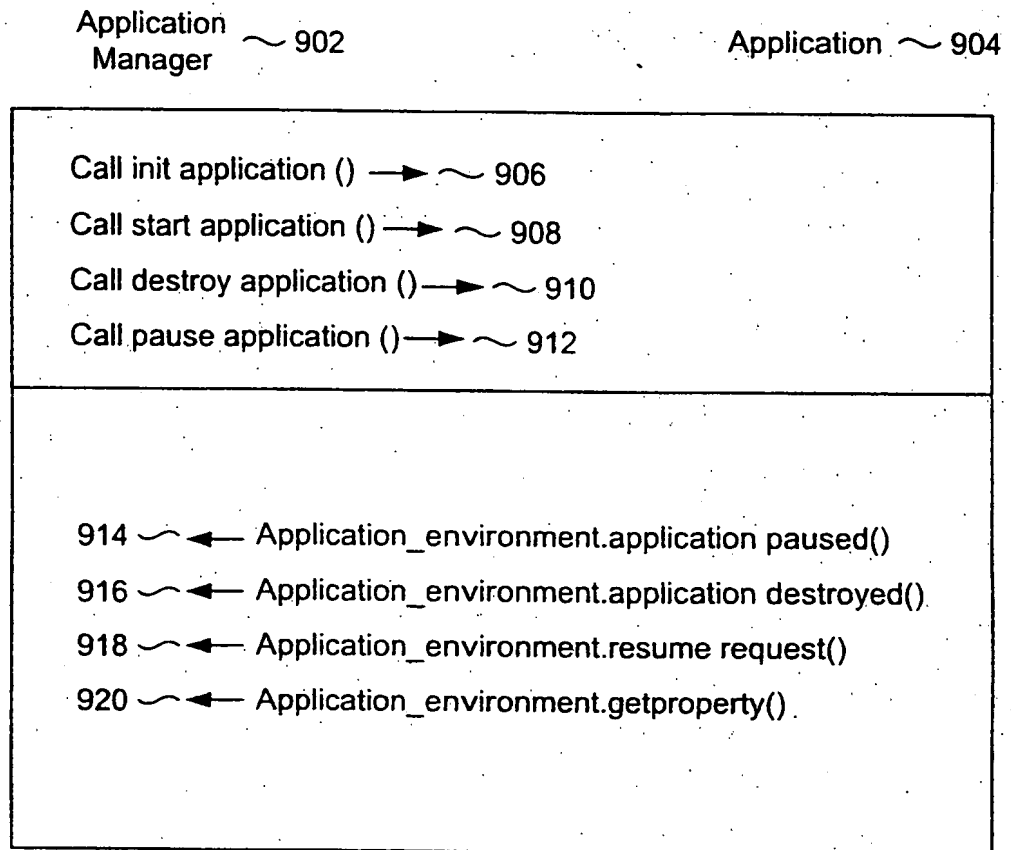 Application
Manager 902
Application 904
Call init application () 906
Call start application () 908
Call destroy application () 910
Call pause application () 912
914 Application_environment.application paused()
916 Application_environment.application destroyed()
918 Application_environment.resume request()
920 Application_environment.getproperty()